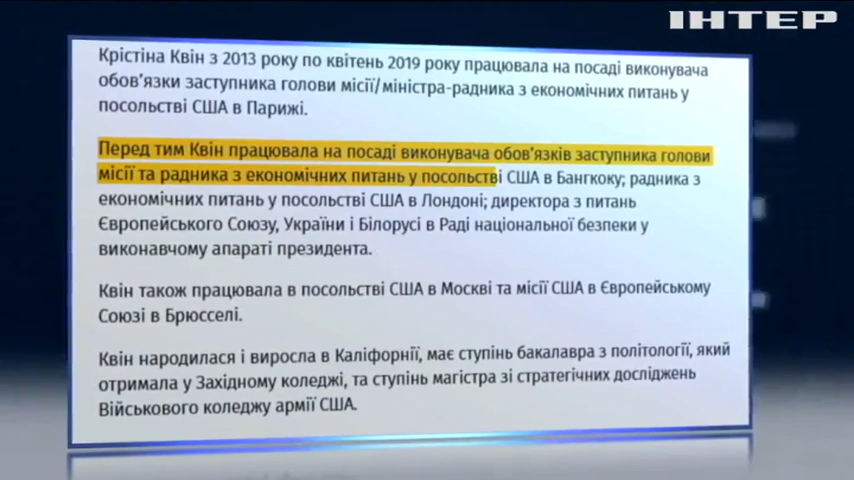 ІНТЕР
Крістіна Квін з 2013 року по квітень 2019 року працювала на посаді виконувача
обов'язки заступника голови місії/міністра-радника з економічних питань у
посольстві США в Парижі.
Перед тим Квін працювала на посаді виконувача обов'язків заступника голови
місії та радника з економічних питань у посольстві США в Бангкоку; радника з
економічних питань у посольстві США в Лондоні; директора з питань
Європейського Союзу, України і Білорусі в Раді національної безпеки у
виконавчому апараті президента.
Квін також працювала в посольстві США в Москві та місії США в Європейському
Союзі в Брюсселі.
Квін народилася і виросла в Каліфорнії, має ступінь бакалавра з політології, який
отримала у Західному коледжі, та ступінь магістра зі стратегічних досліджень
Військового коледжу армії США.